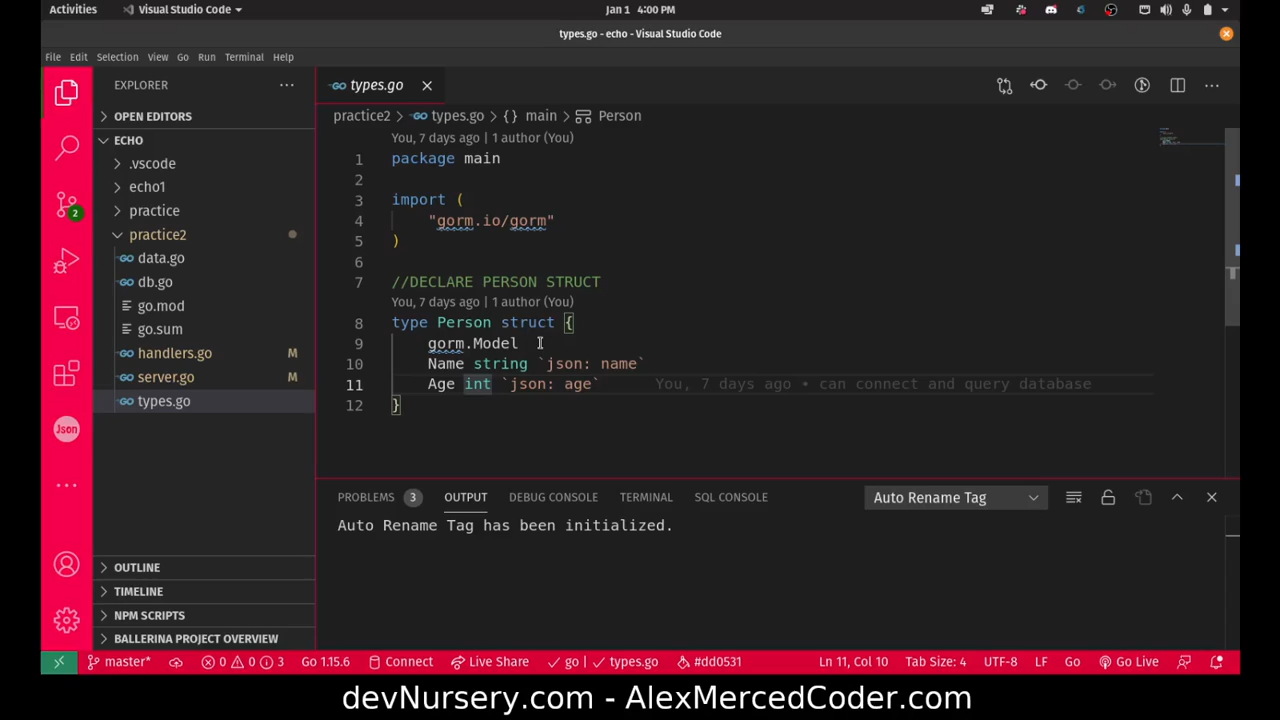 Activities
Visual Studio Code
Jan 1 4:00 PM
types.go - echo - Visual Studio Code
File Edit Selection View Go Run Terminal Help
EXPLORER
OPEN EDITORS
ECHO
.vscode
echo1
practice
practice2
data.go
db.go
go.mod
go.sum
handlers.go M
server.go M
types.go
OUTLINE
TIMELINE
NPM SCRIPTS
BALLERINA PROJECT OVERVIEW
2
Json
types.go
practice2 > types.go > {} main > Person
You, 7 days ago | 1 author (You)
1 package main
2
3 import (
4 "gorm.io/gorm"
5 )
6
7 //DECLARE PERSON STRUCT
You, 7 days ago | 1 author (You)
8 type Person struct {
9 gorm.Model
10 Name string `json: name`
11 Age int `json: age` You, 7 days ago • can connect and query database
12 }
PROBLEMS 3 OUTPUT DEBUG CONSOLE TERMINAL SQL CONSOLE Auto Rename Tag
Auto Rename Tag has been initialized.
master* 0 0 3 Go 1.15.6 Connect Live Share go | types.go #dd0531 Ln 11, Col 10 Tab Size: 4 UTF-8 LF Go Go Live
devNursery.com - AlexMercedCoder.com